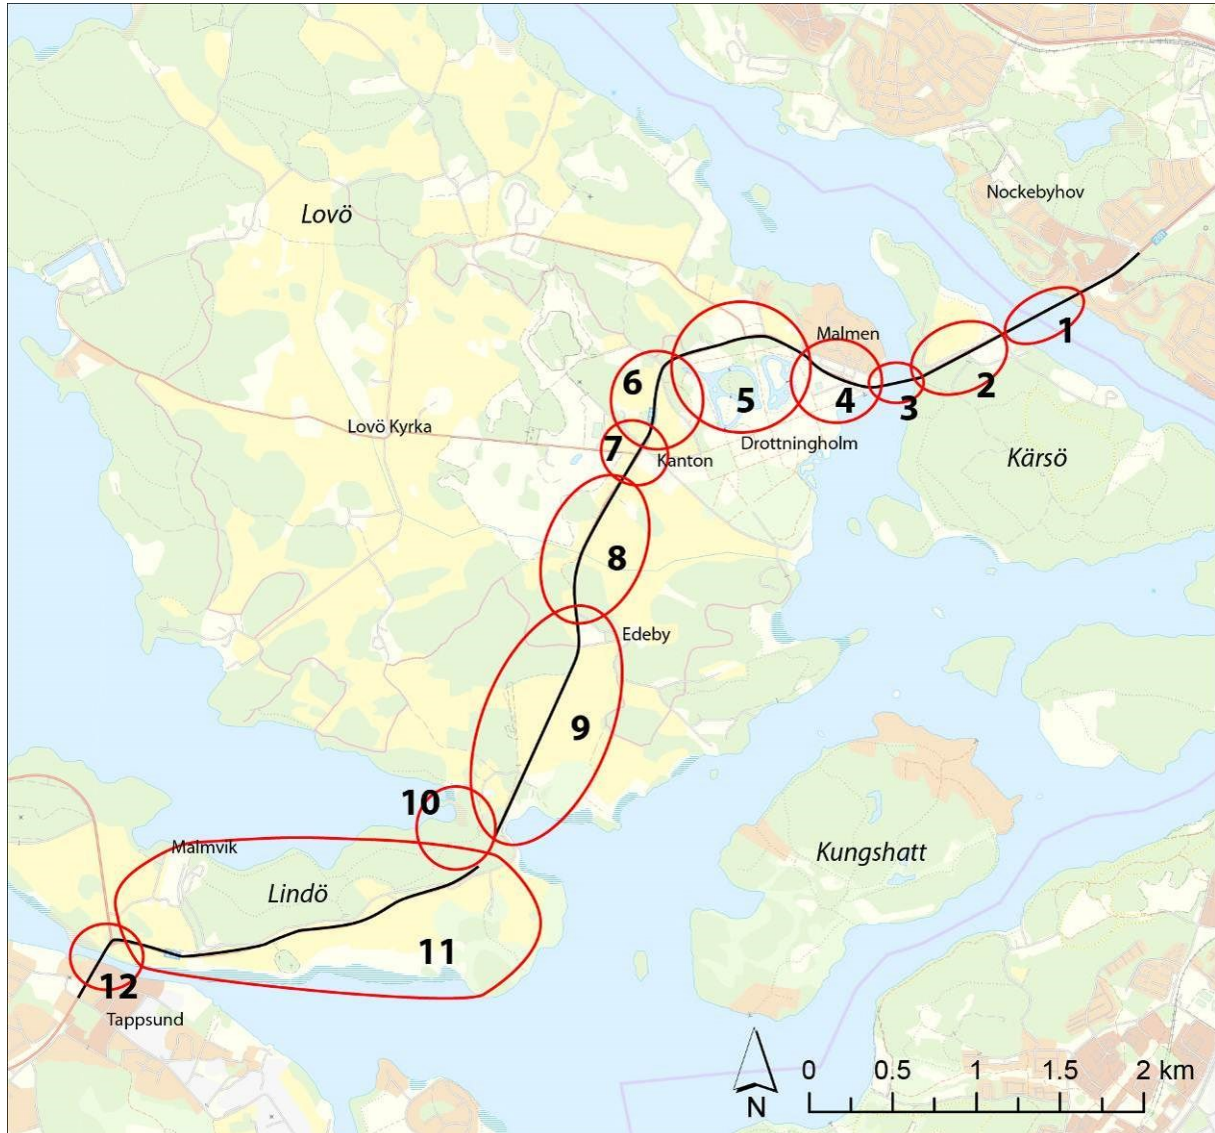 Nockebyhov
Lovö
1
Malmen
2
6
5
4
3
Lovö Kyrka
7
Kanton
Drottningholm
Kärsö
8
Edeby
9
10
Malmvik
Kungshatt
Lindö
11
12
Tappsund
0 0.5 1 1.5 2 km
N